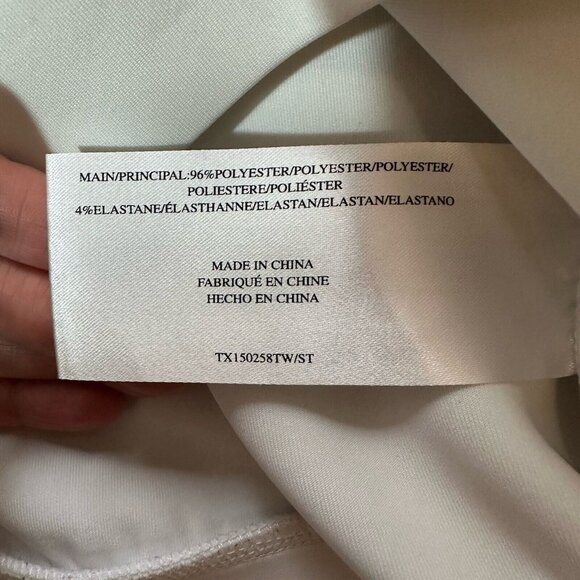 MAIN/PRINCIPAL:96%POLYESTER/POLYESTER/POLYESTER/
POLIESTERE/POLIÉSTER
4%ELASTANE/ÉLASTHANNE/ELASTAN/ELASTAN/ELASTANO
MADE IN CHINA
FABRIQUÉ EN CHINE
HECHO EN CHINA
TX150258TW/ST